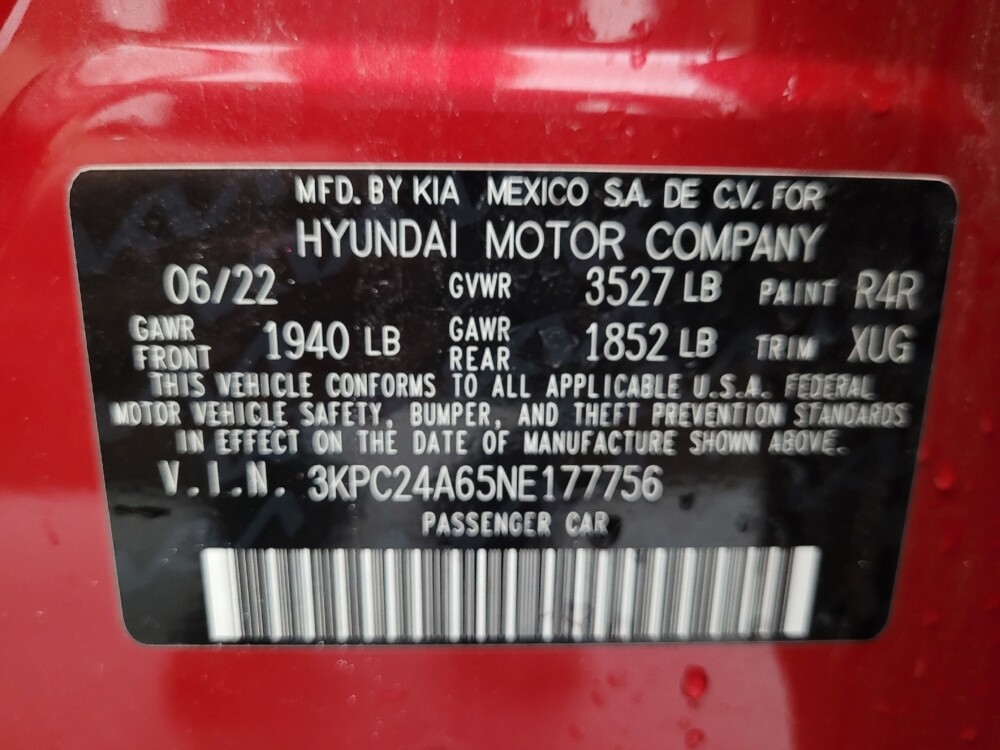 MFD. BY KIA MEXICO S.A. DE C.V. FOR
HYUNDAI MOTOR COMPANY
06/22 GVWR 3527 LB PAINT R4R
GAWR FRONT 1940 LB GAWR REAR 1852 LB TRIM XUG
THIS VEHICLE CONFORMS TO ALL APPLICABLE U.S.A. FEDERAL
MOTOR VEHICLE SAFETY, BUMPER, AND THEFT PREVENTION STANDARDS
IN EFFECT ON THE DATE OF MANUFACTURE SHOWN ABOVE.
V.I.N. 3KPC24A65NE177756
PASSENGER CAR